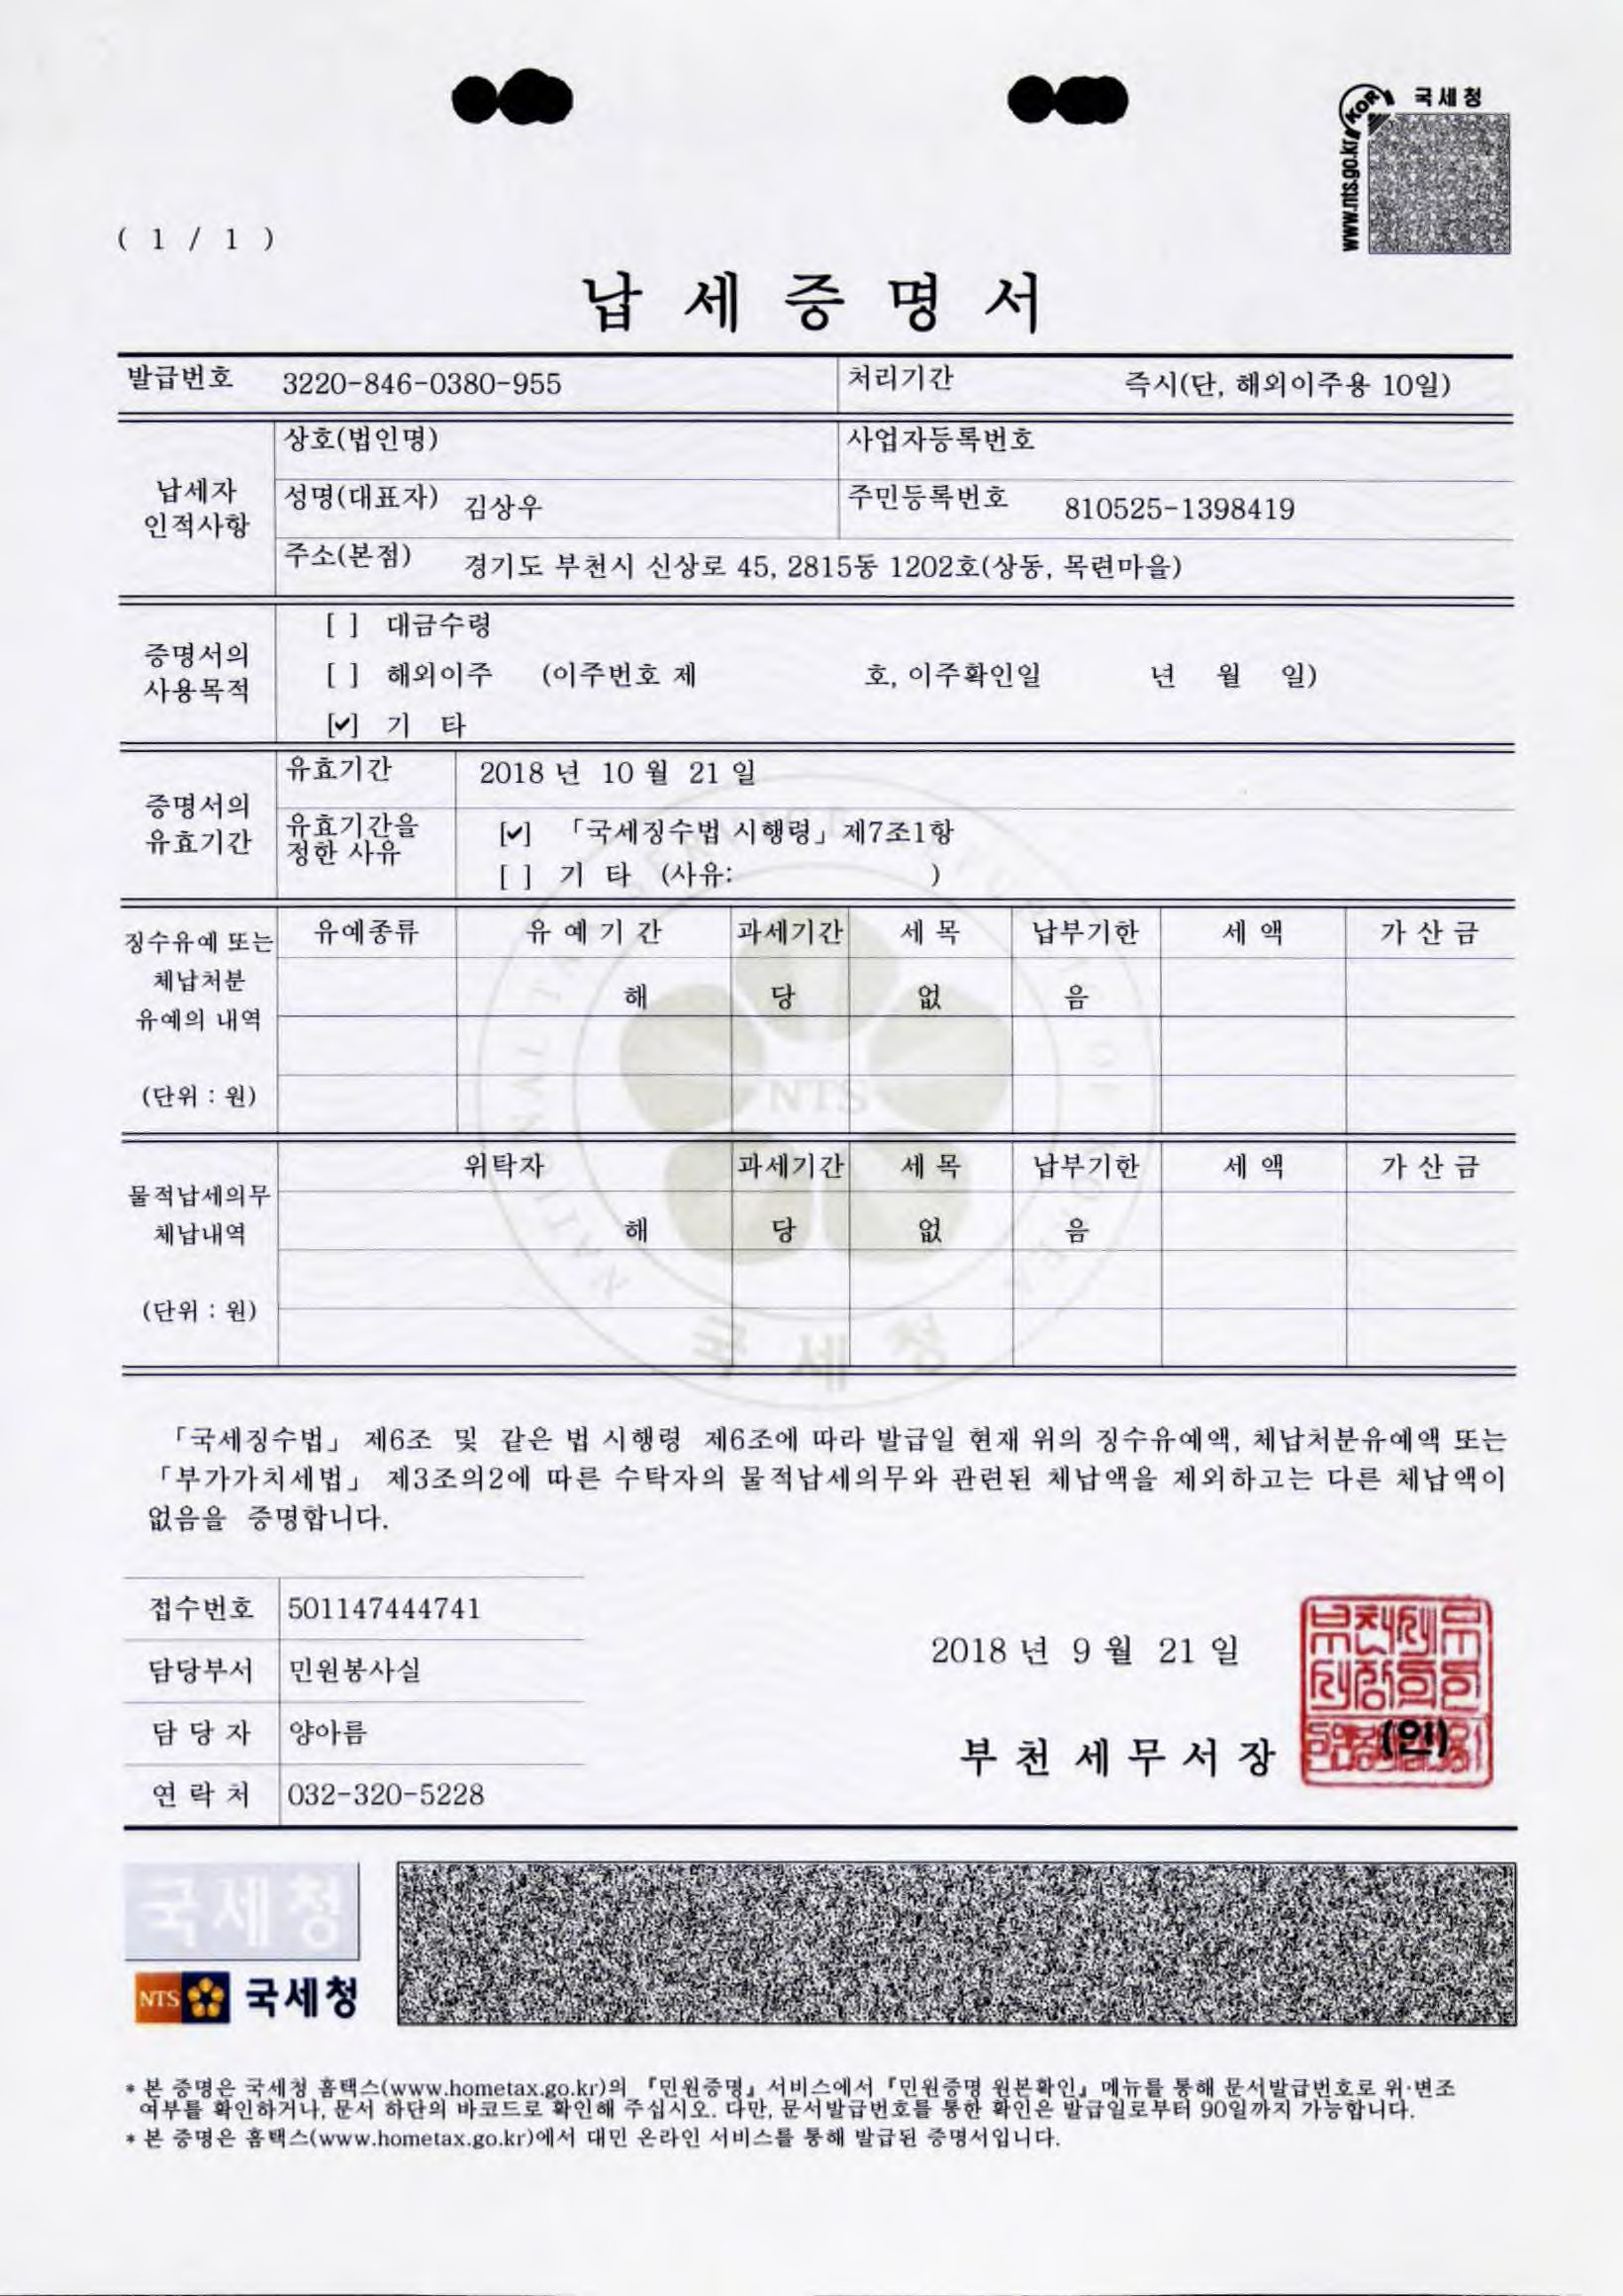 국세청
www.nts.go.kr
KOR
( 1 / 1 )
납 세 증 명 서
발급번호 3220-846-0380-955 처리기간 즉시(단, 해외이주용 10일)
납세자 인적사항
상호(법인명) 사업자등록번호
성명(대표자) 김상우 주민등록번호 810525-1398419
주소(본점) 경기도 부천시 신상로 45, 2815동 1202호(상동, 목련마을)
증명서의 사용목적
[ ] 대금수령
[ ] 해외이주 (이주번호 제 호, 이주확인일 년 월 일)
[✔] 기 타
증명서의 유효기간
유효기간 2018 년 10 월 21 일
유효기간을 정한 사유
[✔] 「국세징수법 시행령」제7조1항
[ ] 기 타 (사유: )
징수유예 또는 체납처분 유예의 내역
(단위 : 원)
유예종류 유 예 기 간 과세기간 세 목 납부기한 세 액 가 산 금
해 당 없 음
물적납세의무 체납내역
(단위 : 원)
위탁자 과세기간 세 목 납부기한 세 액 가 산 금
해 당 없 음
NTS
국 세 청
「국세징수법」 제6조 및 같은 법 시행령 제6조에 따라 발급일 현재 위의 징수유예액, 체납처분유예액 또는
「부가가치세법」 제3조의2에 따른 수탁자의 물적납세의무와 관련된 체납액을 제외하고는 다른 체납액이
없음을 증명합니다.
접수번호 501147444741
담당부서 민원봉사실
담 당 자 양아름
연 락 처 032-320-5228
2018 년 9 월 21 일
부 천 세 무 서 장 (인)
국세청
NTS 국세청
* 본 증명은 국세청 홈택스(www.hometax.go.kr)의 『민원증명』서비스에서『민원증명 원본확인』메뉴를 통해 문서발급번호로 위·변조
여부를 확인하거나, 문서 하단의 바코드로 확인해 주십시오. 다만, 문서발급번호를 통한 확인은 발급일로부터 90일까지 가능합니다.
* 본 증명은 홈택스(www.hometax.go.kr)에서 대민 온라인 서비스를 통해 발급된 증명서입니다.